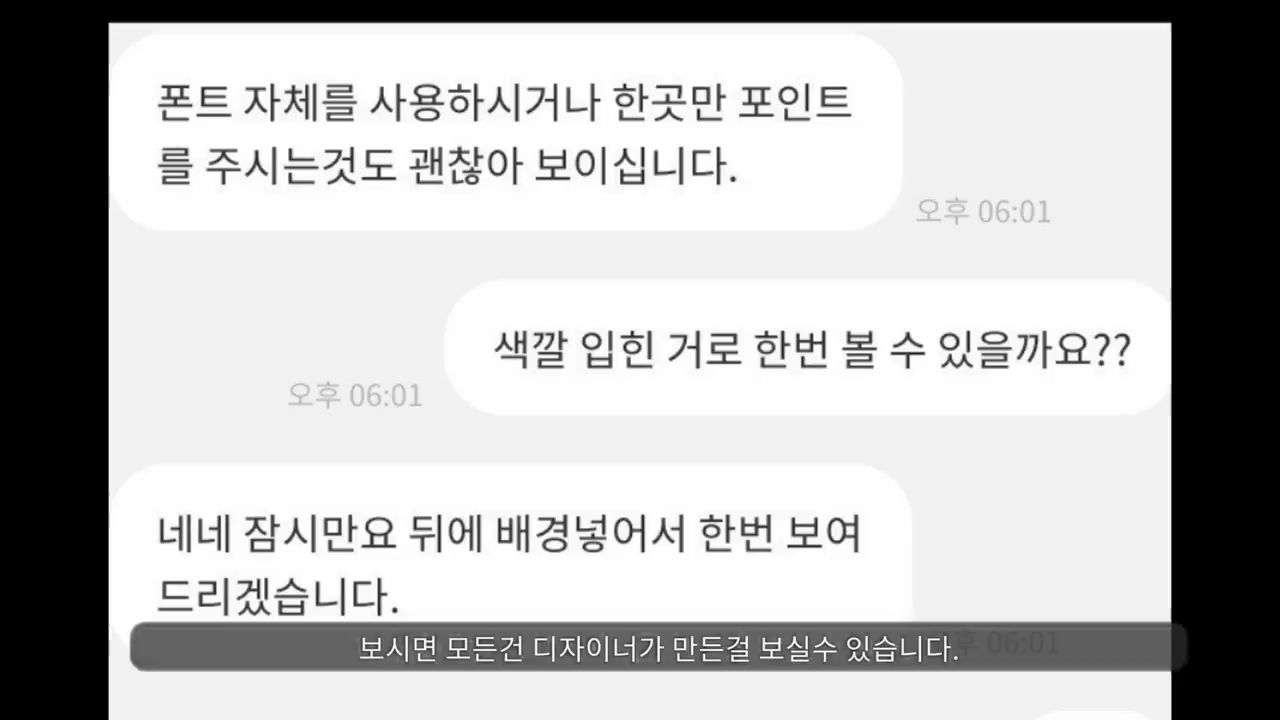 폰트 자체를 사용하시거나 한곳만 포인트
를 주시는것도 괜찮아 보이십니다.
오후 06:01
색깔 입힌 거로 한번 볼 수 있을까요??
오후 06:01
네네 잠시만요 뒤에 배경넣어서 한번 보여
드리겠습니다.
오후 06:01
보시면 모든건 디자이너가 만든걸 보실수 있습니다.